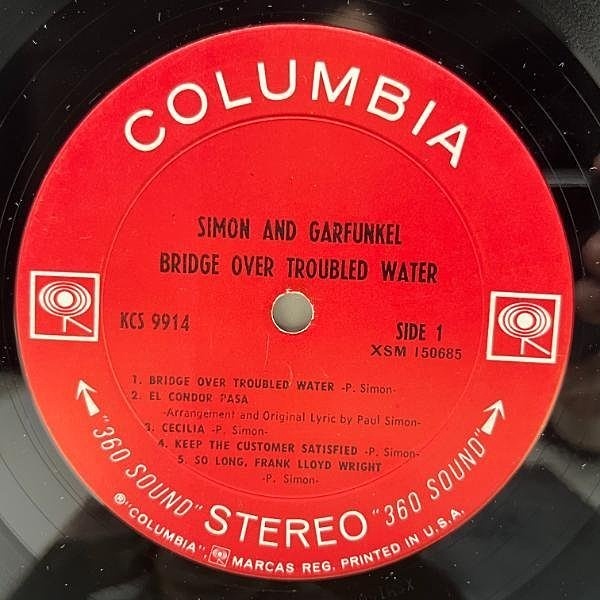 COLUMBIA
SIMON AND GARFUNKEL
BRIDGE OVER TROUBLED WATER
KCS 9914
SIDE 1
XSM 150685
1. BRIDGE OVER TROUBLED WATER -P. Simon-
2. EL CONDOR PASA
-Arrangement and Original Lyric by Paul Simon-
3. CECILIA -P. Simon-
4. KEEP THE CUSTOMER SATISFIED -P. Simon-
5. SO LONG, FRANK LLOYD WRIGHT
-P. Simon-
"360 SOUND" STEREO "360 SOUND"
® "COLUMBIA", MARCAS REG. PRINTED IN U.S.A.